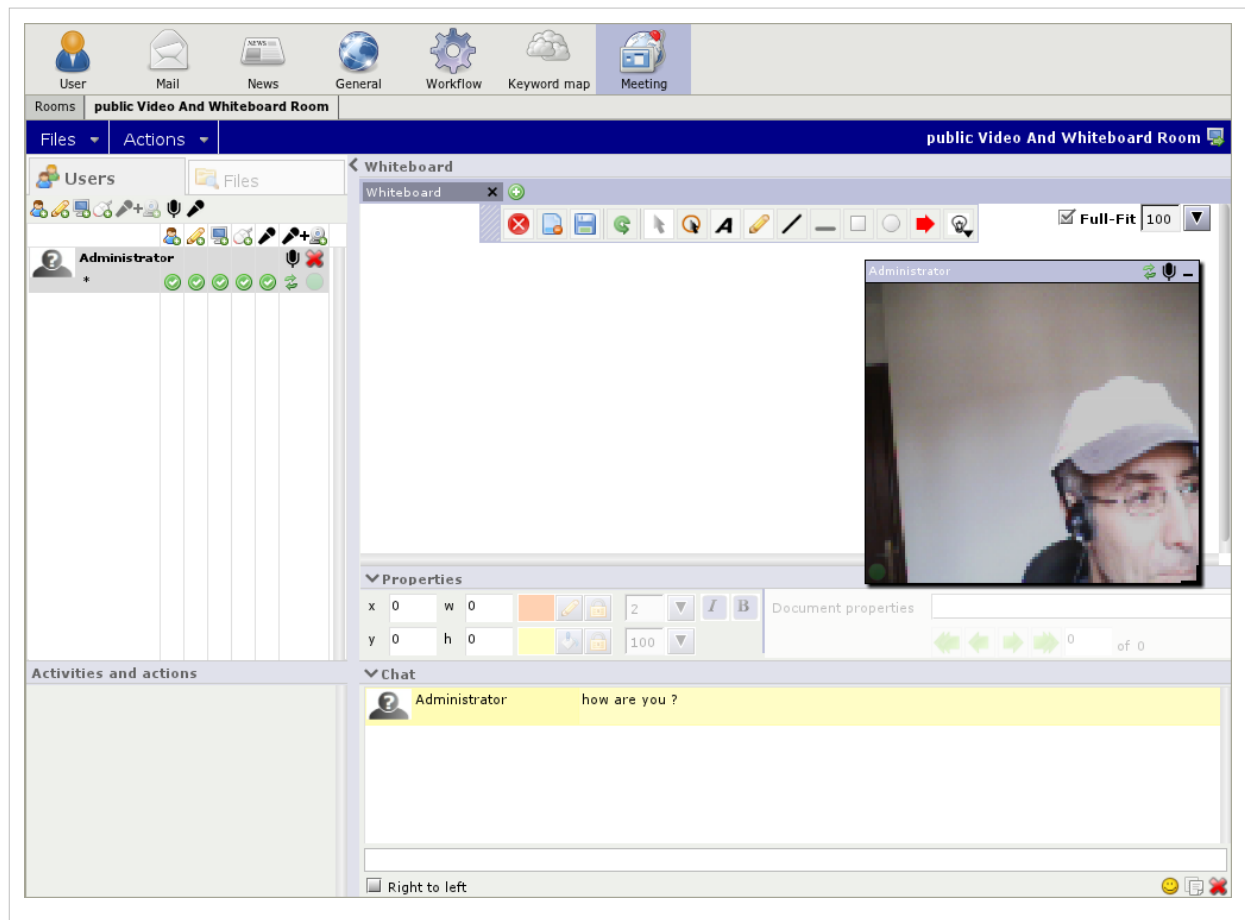 NEWS
User Mail News General Workflow Keyword map Meeting
Rooms public Video And Whiteboard Room
Files Actions public Video And Whiteboard Room
Users Files
Whiteboard
Whiteboard
A
Full-Fit 100
Administrator
*
Administrator
Properties
x 0 w 0 2 I B Document properties
y 0 h 0 100 0 of 0
Activities and actions
Chat
Administrator how are you ?
Right to left